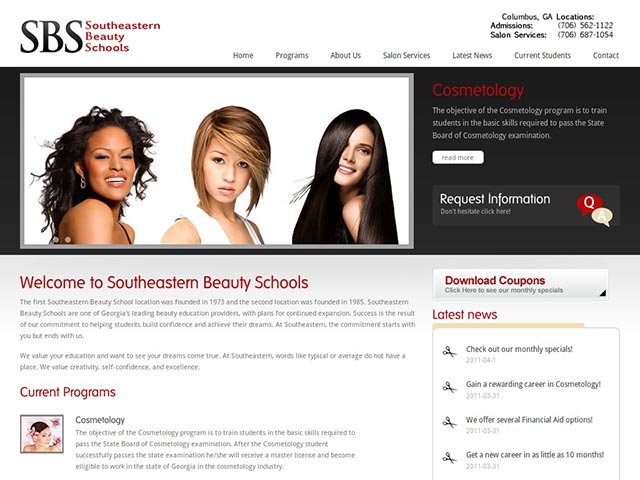 SBS Southeastern
Beauty
Schools
Columbus, GA Locations:
Admissions: (706) 562-1122
Salon Services: (706) 687-1054
Home Programs About Us Salon Services Latest News Current Students Contact
Cosmetology
The objective of the Cosmetology program is to train
students in the basic skills required to pass the State
Board of Cosmetology examination.
read more
Request Information
Don't hesitate click here!
Q
A
Welcome to Southeastern Beauty Schools
The first Southeastern Beauty School location was founded in 1973 and the second location was founded in 1985. Southeastern
Beauty Schools are one of Georgia's leading beauty education providers, with plans for continued expansion. Success is the result
of our commitment to helping students build confidence and achieve their dreams. At Southeastern, the commitment starts with
you but ends with us.
We value your education and want to see your dreams come true. At Southeastern, words like typical or average do not have a
place. We value creativity, self-confidence, and excellence.
Current Programs
Cosmetology
The objective of the Cosmetology program is to train students in the basic skills required to
pass the State Board of Cosmetology examination. After the Cosmetology student
successfully passes the state examination he/she will receive a master license and become
elligible to work in the state of Georgia in the cosmetology industry.
Download Coupons
Click Here to see our monthly specials
Latest news
Check out our monthly specials!
2011-04-1
Gain a rewarding career in Cosmetology!
2011-03-31
We offer several Financial Aid options!
2011-03-31
Get a new career in as little as 10 months!
2011-03-31